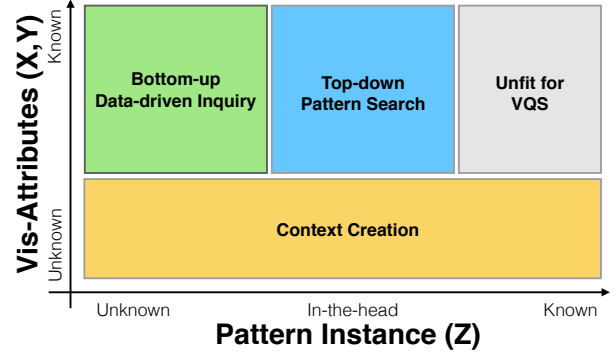 Vis-Attributes (X,Y)
Known
Unknown
Bottom-up
Data-driven Inquiry
Top-down
Pattern Search
Unfit for
VQS
Context Creation
Unknown
In-the-head
Known
Pattern Instance (Z)